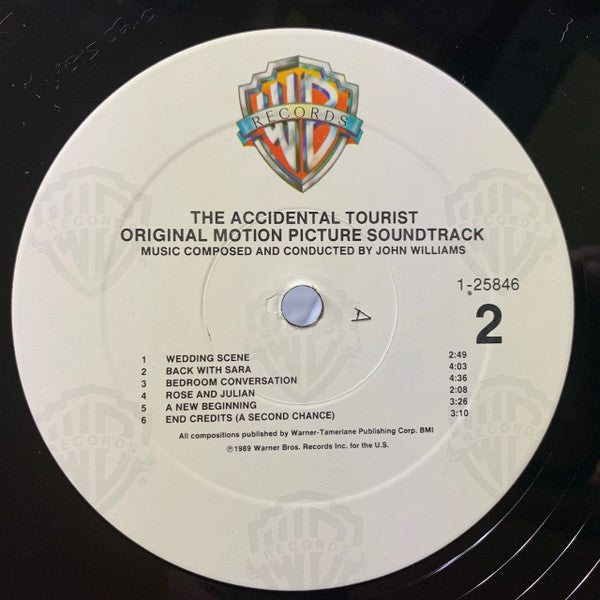 RECORDS
THE ACCIDENTAL TOURIST
ORIGINAL MOTION PICTURE SOUNDTRACK
MUSIC COMPOSED AND CONDUCTED BY JOHN WILLIAMS
1-25846
2
1 WEDDING SCENE 2:49
2 BACK WITH SARA 4:03
3 BEDROOM CONVERSATION 4:36
4 ROSE AND JULIAN 2:08
5 A NEW BEGINNING 3:26
6 END CREDITS (A SECOND CHANCE) 3:10
All compositions published by Warner-Tamerlane Publishing Corp. BMI
℗1989 Warner Bros. Records Inc. for the U.S.